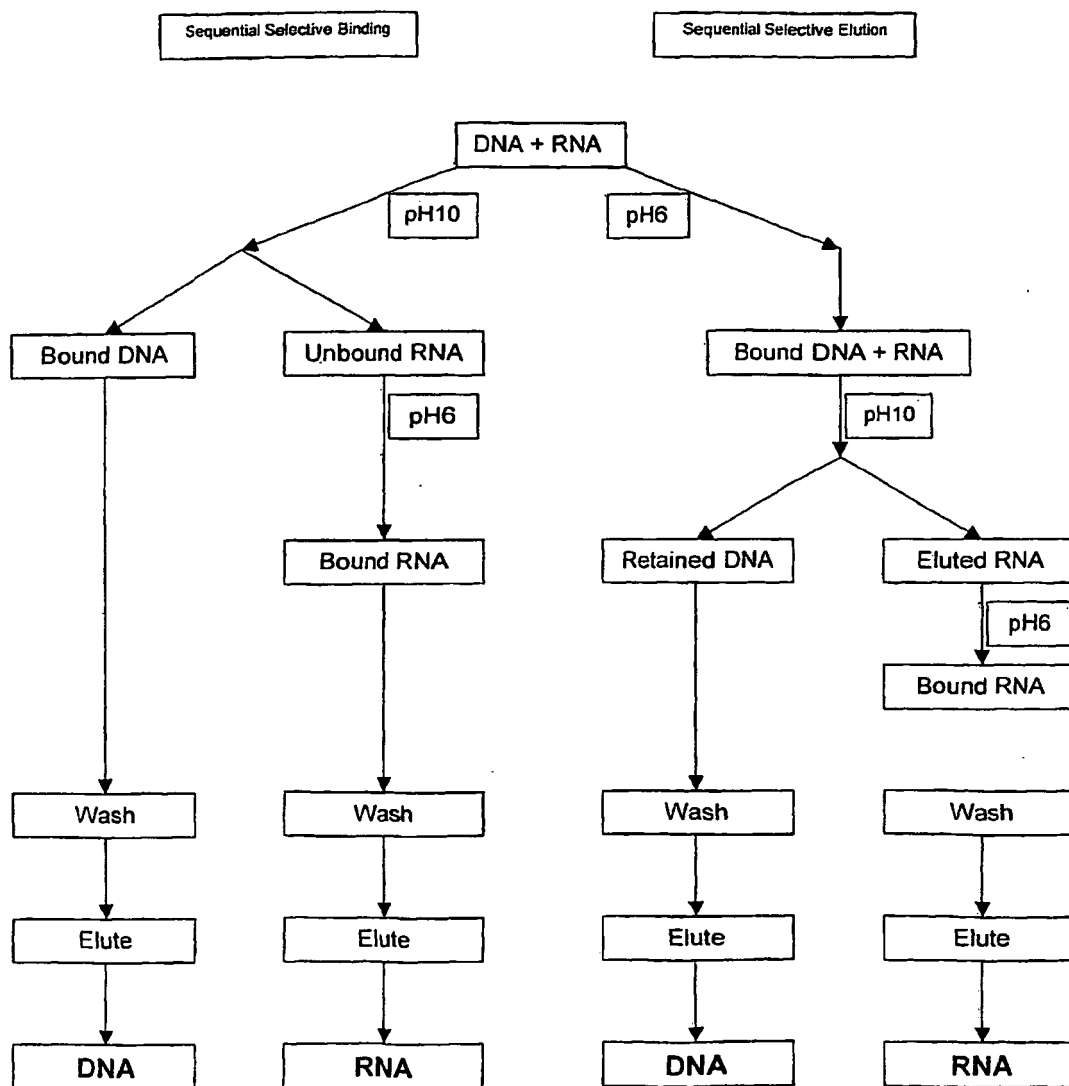 Sequential Selective Binding
Sequential Selective Elution
DNA + RNA
pH10
pH6
Bound DNA
Unbound RNA
Bound DNA + RNA
pH6
pH10
Bound RNA
Retained DNA
Eluted RNA
pH6
Bound RNA
Wash
Wash
Wash
Wash
Elute
Elute
Elute
Elute
DNA
RNA
DNA
RNA